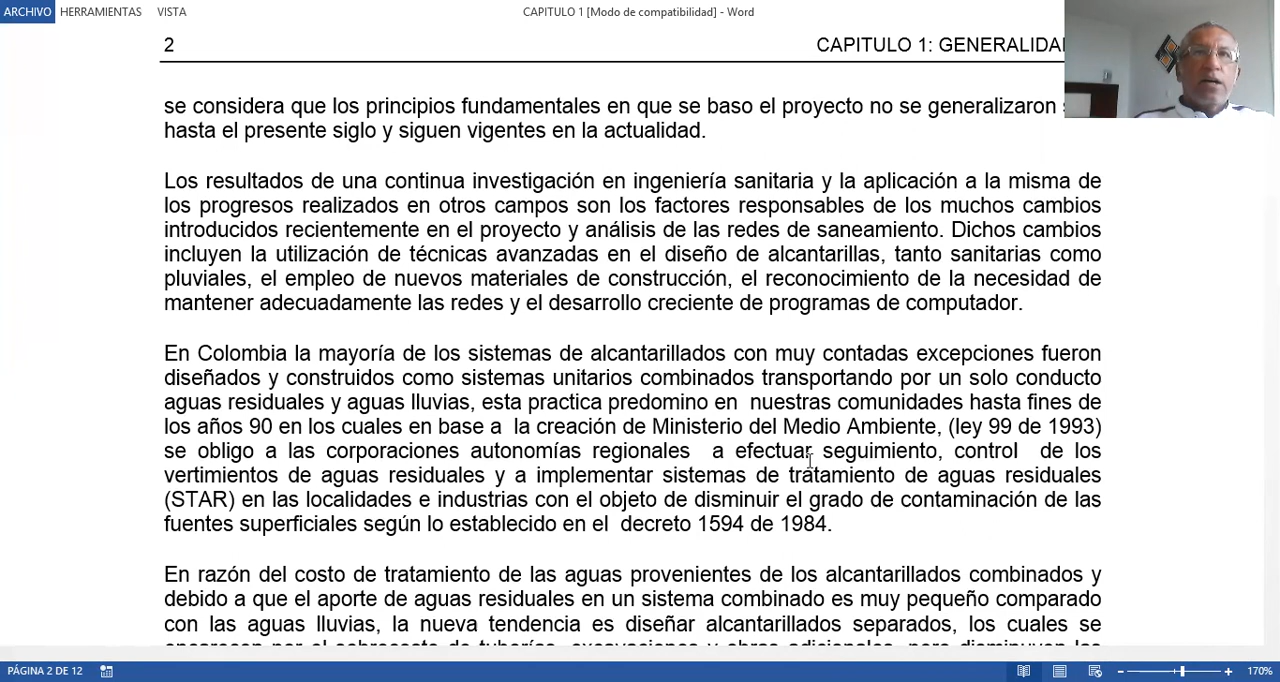 ARCHIVO HERRAMIENTAS VISTA CAPITULO 1 [Modo de compatibilidad] - Word
2 CAPITULO 1: GENERALIDA
se considera que los principios fundamentales en que se baso el proyecto no se generalizaron
hasta el presente siglo y siguen vigentes en la actualidad.
Los resultados de una continua investigación en ingeniería sanitaria y la aplicación a la misma de
los progresos realizados en otros campos son los factores responsables de los muchos cambios
introducidos recientemente en el proyecto y análisis de las redes de saneamiento. Dichos cambios
incluyen la utilización de técnicas avanzadas en el diseño de alcantarillas, tanto sanitarias como
pluviales, el empleo de nuevos materiales de construcción, el reconocimiento de la necesidad de
mantener adecuadamente las redes y el desarrollo creciente de programas de computador.
En Colombia la mayoría de los sistemas de alcantarillados con muy contadas excepciones fueron
diseñados y construidos como sistemas unitarios combinados transportando por un solo conducto
aguas residuales y aguas lluvias, esta practica predomino en nuestras comunidades hasta fines de
los años 90 en los cuales en base a la creación de Ministerio del Medio Ambiente, (ley 99 de 1993)
se obligo a las corporaciones autonomías regionales a efectuar seguimiento, control de los
vertimientos de aguas residuales y a implementar sistemas de tratamiento de aguas residuales
(STAR) en las localidades e industrias con el objeto de disminuir el grado de contaminación de las
fuentes superficiales según lo establecido en el decreto 1594 de 1984.
En razón del costo de tratamiento de las aguas provenientes de los alcantarillados combinados y
debido a que el aporte de aguas residuales en un sistema combinado es muy pequeño comparado
con las aguas lluvias, la nueva tendencia es diseñar alcantarillados separados, los cuales se
encarecen por el sobrecosto de tuberías, excavaciones y obras adicionales, pero disminuyen las
PÁGINA 2 DE 12 170%